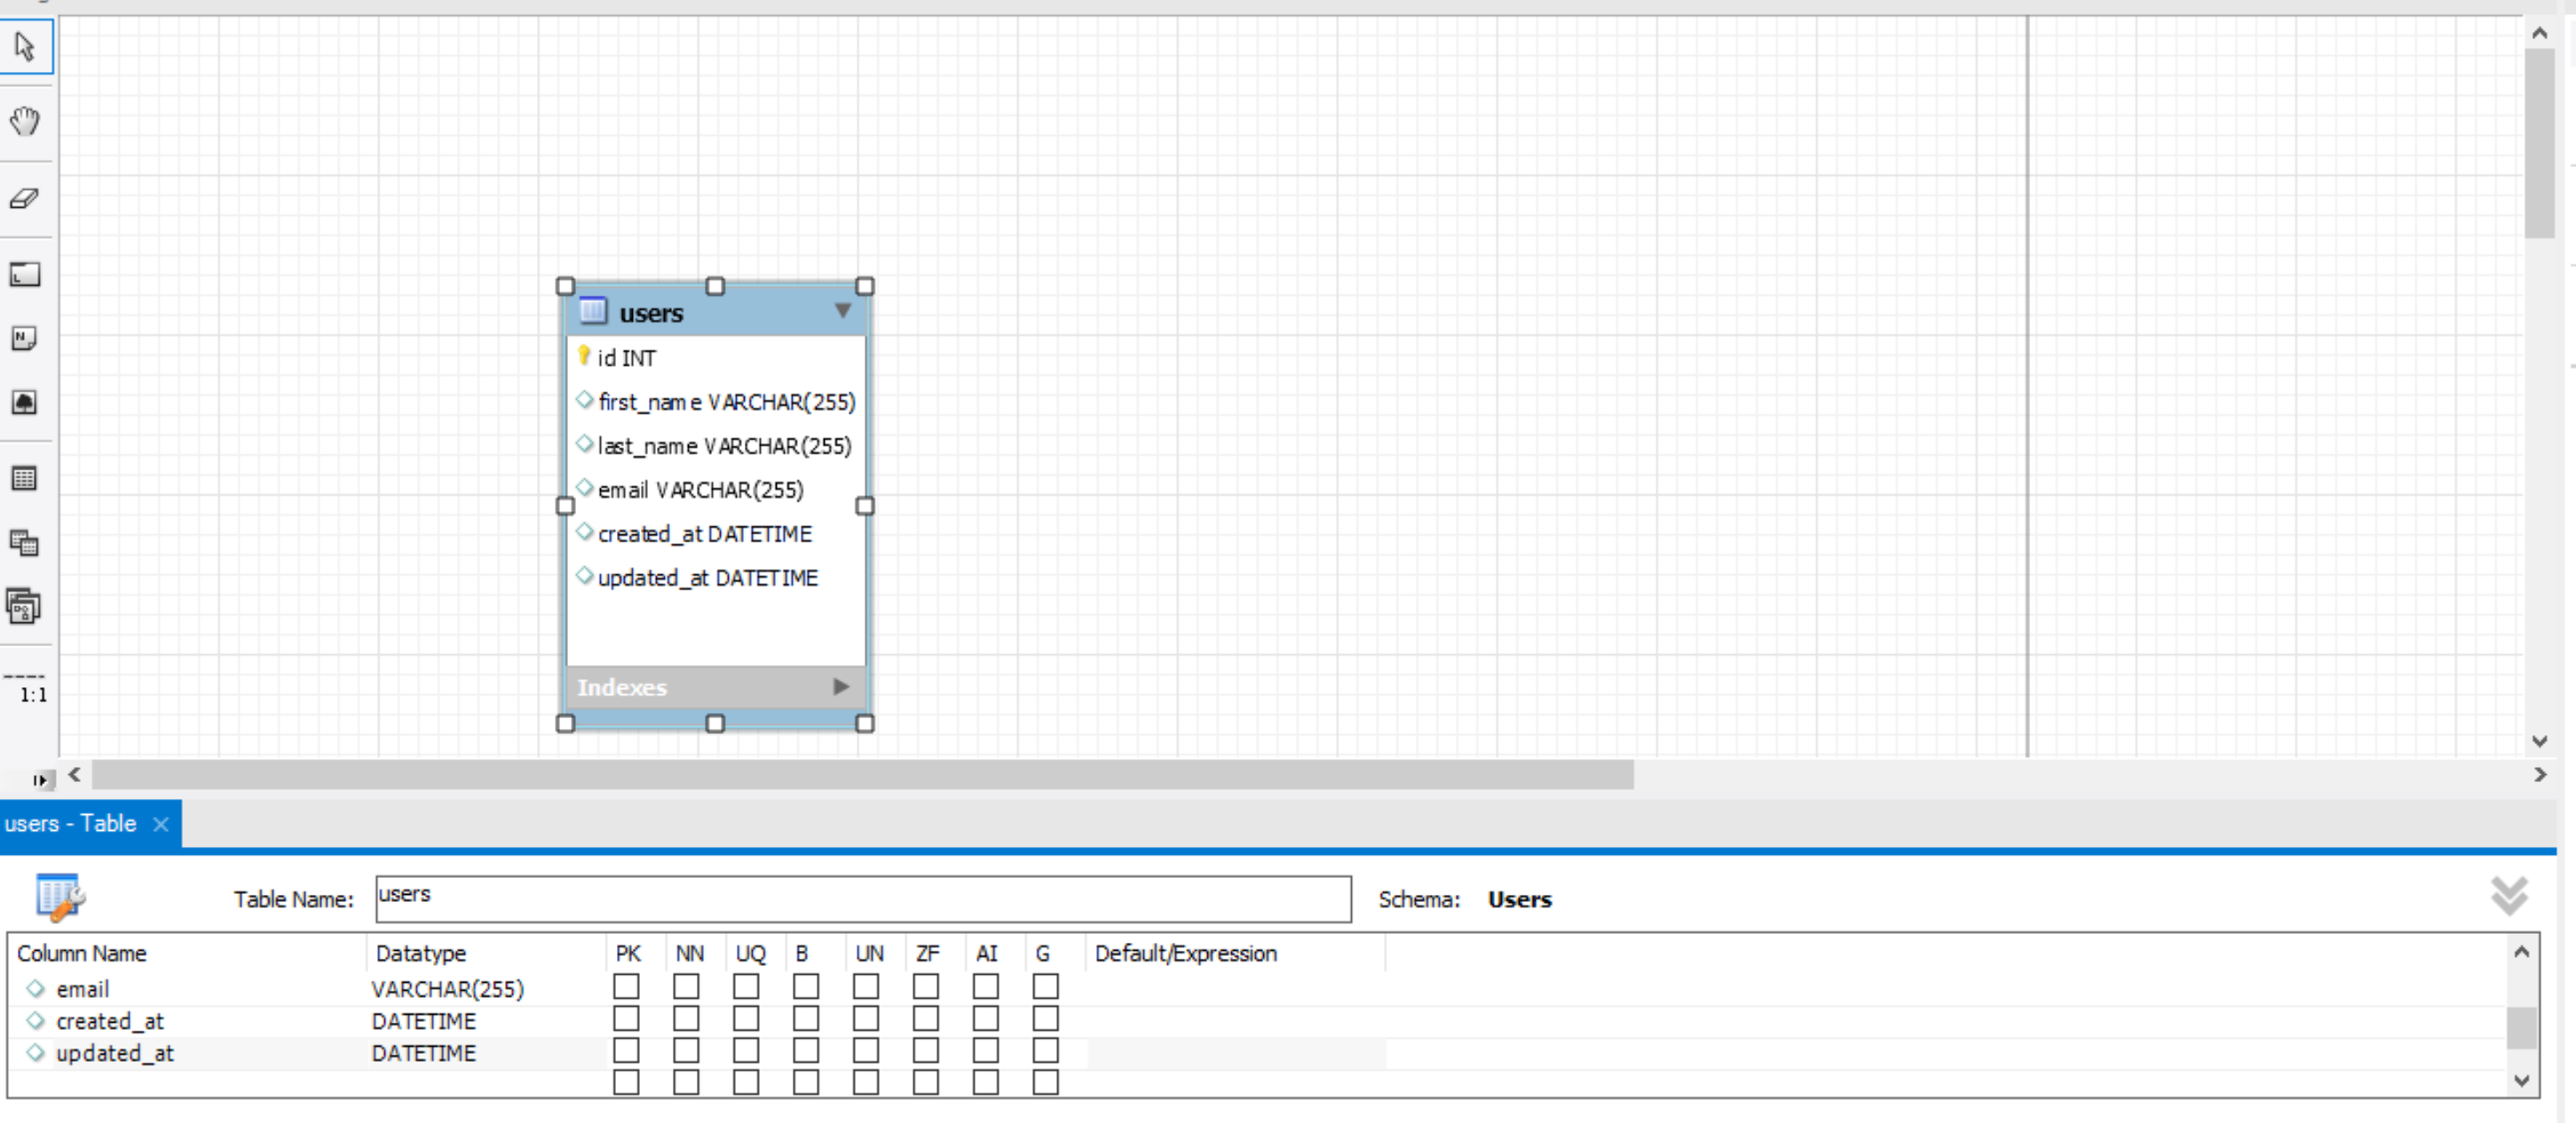 users
id INT
first_name VARCHAR(255)
last_name VARCHAR(255)
email VARCHAR(255)
created_at DATETIME
updated_at DATETIME
Indexes
1:1
users - Table
Table Name: users Schema: Users
Column Name Datatype PK NN UQ B UN ZF AI G Default/Expression
email VARCHAR(255)
created_at DATETIME
updated_at DATETIME